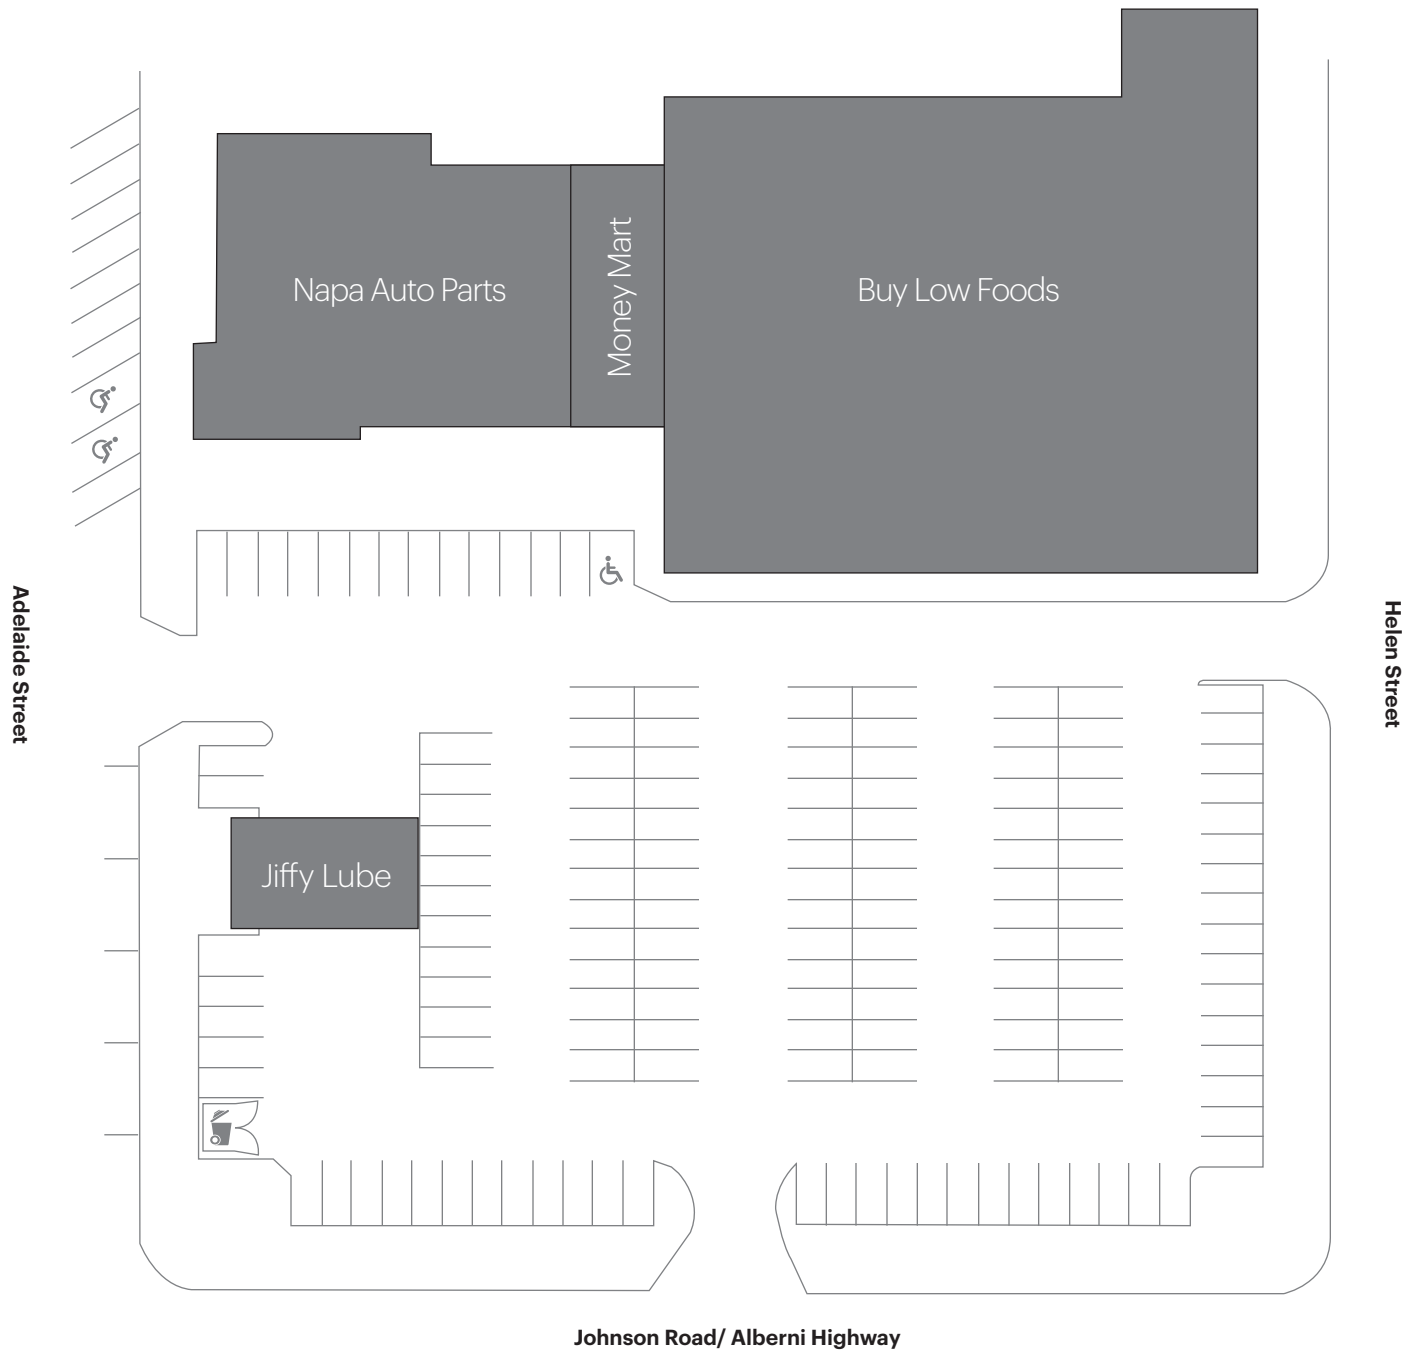 Napa Auto Parts
Money Mart
Buy Low Foods
Adelaide Street
Helen Street
Jiffy Lube
Johnson Road/ Alberni Highway